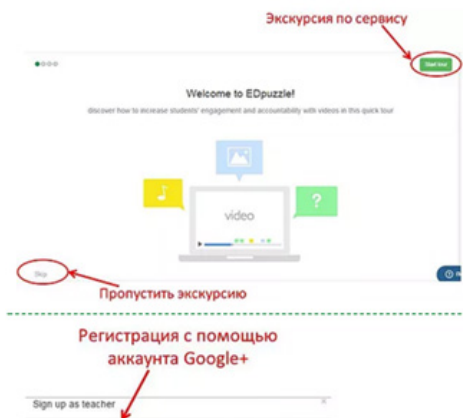 Экскурсия по сервису
Start tour
Welcome to EDpuzzle!
discover how to increase students' engagement and accountability with videos in this quick tour
?
video
Skip
?
Пропустить экскурсию
Регистрация с помощью
аккаунта Google+
Sign up as teacher
x